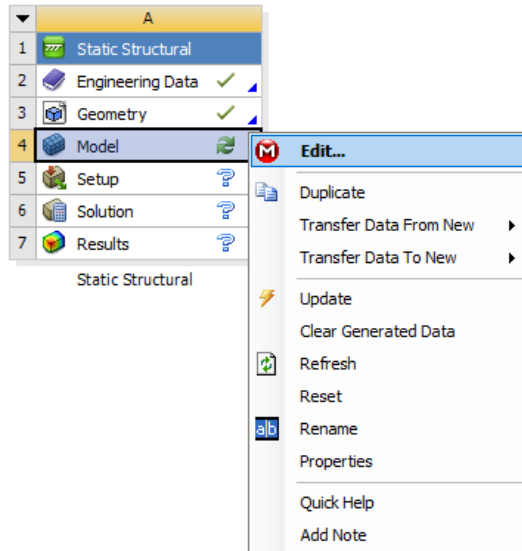 A
1 Static Structural
2 Engineering Data
3 Geometry
4 Model
5 Setup
6 Solution
7 Results
Static Structural
Edit...
Duplicate
Transfer Data From New
Transfer Data To New
Update
Clear Generated Data
Refresh
Reset
a|b Rename
Properties
Quick Help
Add Note